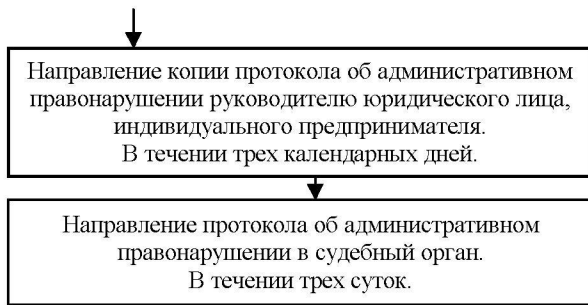 Направление копии протокола об административном
правонарушении руководителю юридического лица,
индивидуального предпринимателя.
В течении трех календарных дней.
Направление протокола об административном
правонарушении в судебный орган.
В течении трех суток.